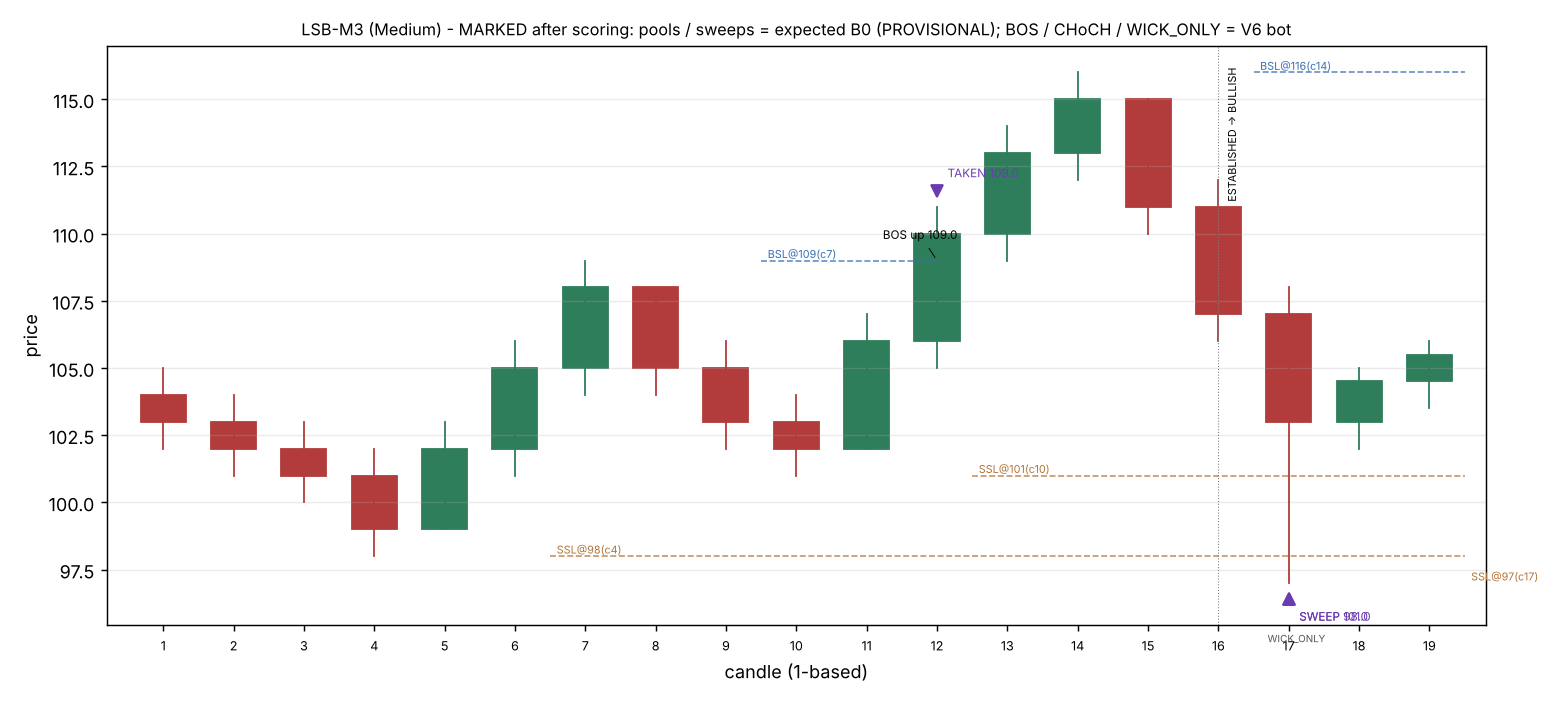 LSB-M3 (Medium) - MARKED after scoring: pools / sweeps = expected B0 (PROVISIONAL); BOS / CHoCH / WICK_ONLY = V6 bot
BSL@116(c14)
ESTABLISHED → BULLISH
TAKEN 109.0
BOS up 109.0
BSL@109(c7)
SSL@101(c10)
SSL@98(c4)
SSL@97(c17)
SWEEP
WICK_ONLY
115.0
112.5
110.0
107.5
105.0
102.5
100.0
97.5
price
1 2 3 4 5 6 7 8 9 10 11 12 13 14 15 16 17 18 19
candle (1-based)